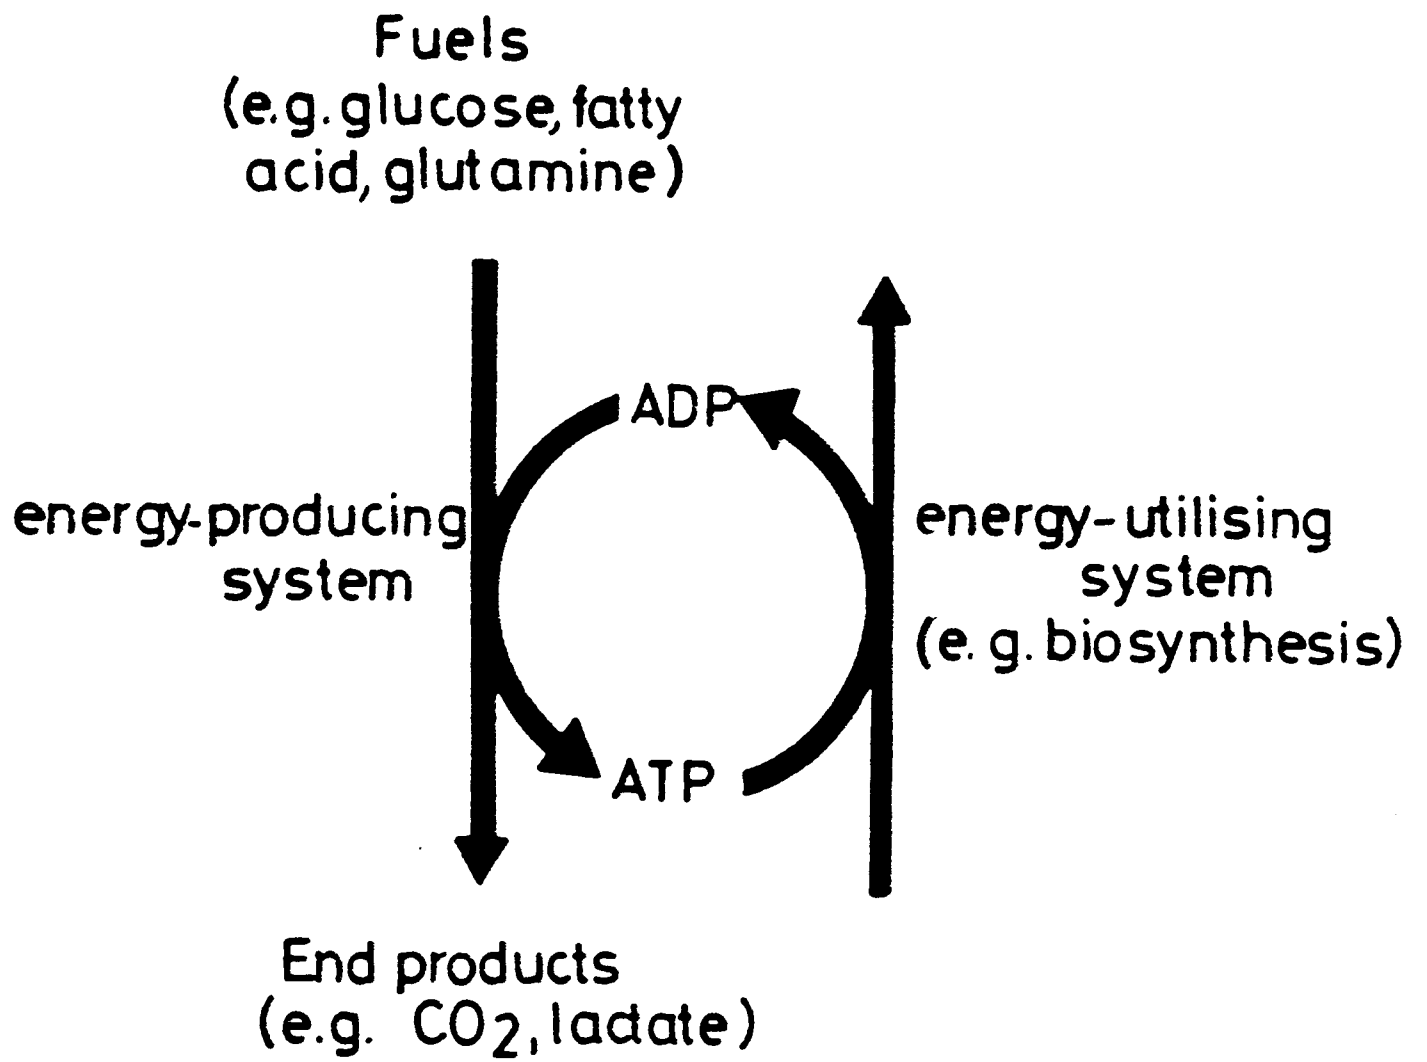 Fuels
(e.g. glucose, fatty
acid, glutamine)
ADP
energy-producing
system
energy-utilising
system
(e.g. biosynthesis)
ATP
End products
(e.g. CO2, lactate)